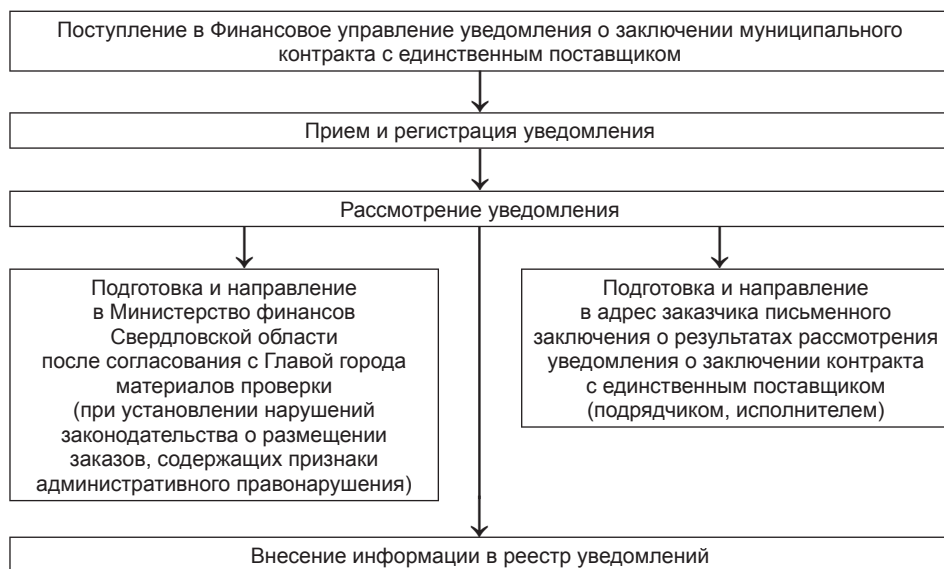 Поступление в Финансовое управление уведомления о заключении муниципального
контракта с единственным поставщиком
Прием и регистрация уведомления
Рассмотрение уведомления
Подготовка и направление
в Министерство финансов
Свердловской области
после согласования с Главой города
материалов проверки
(при установлении нарушений
законодательства о размещении
заказов, содержащих признаки
административного правонарушения)
Подготовка и направление
в адрес заказчика письменного
заключения о результатах рассмотрения
уведомления о заключении контракта
с единственным поставщиком
(подрядчиком, исполнителем)
Внесение информации в реестр уведомлений